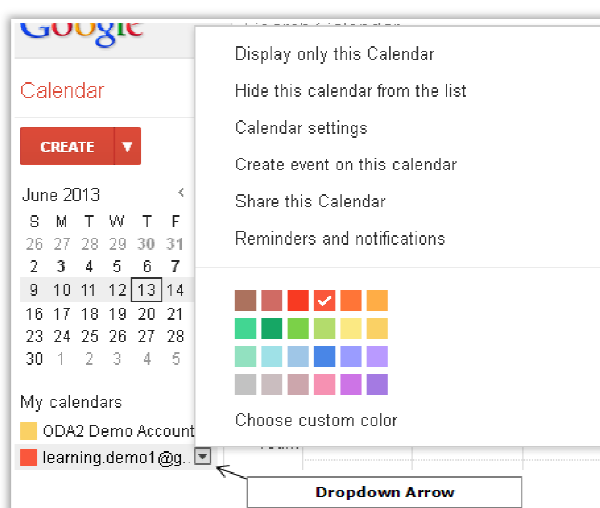 Google
Display only this Calendar
Hide this calendar from the list
Calendar
Calendar settings
CREATE
Create event on this calendar
June 2013 <
Share this Calendar
S M T W T F
Reminders and notifications
26 27 28 29 30 31
2 3 4 5 6 7
9 10 11 12 13 14
16 17 18 19 20 21
23 24 25 26 27 28
30 1 2 3 4 5
My calendars
Choose custom color
ODA2 Demo Account
learning.demo1@g..
Dropdown Arrow